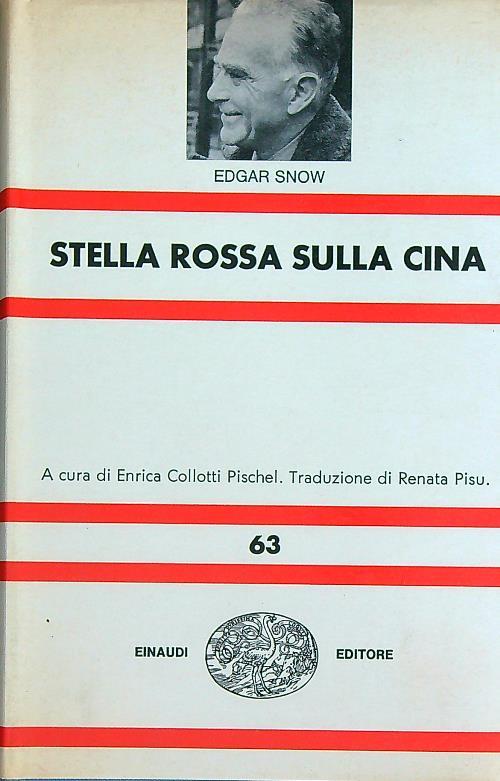 EDGAR SNOW
STELLA ROSSA SULLA CINA
A cura di Enrica Collotti Pischel. Traduzione di Renata Pisu.
63
EINAUDI EDITORE